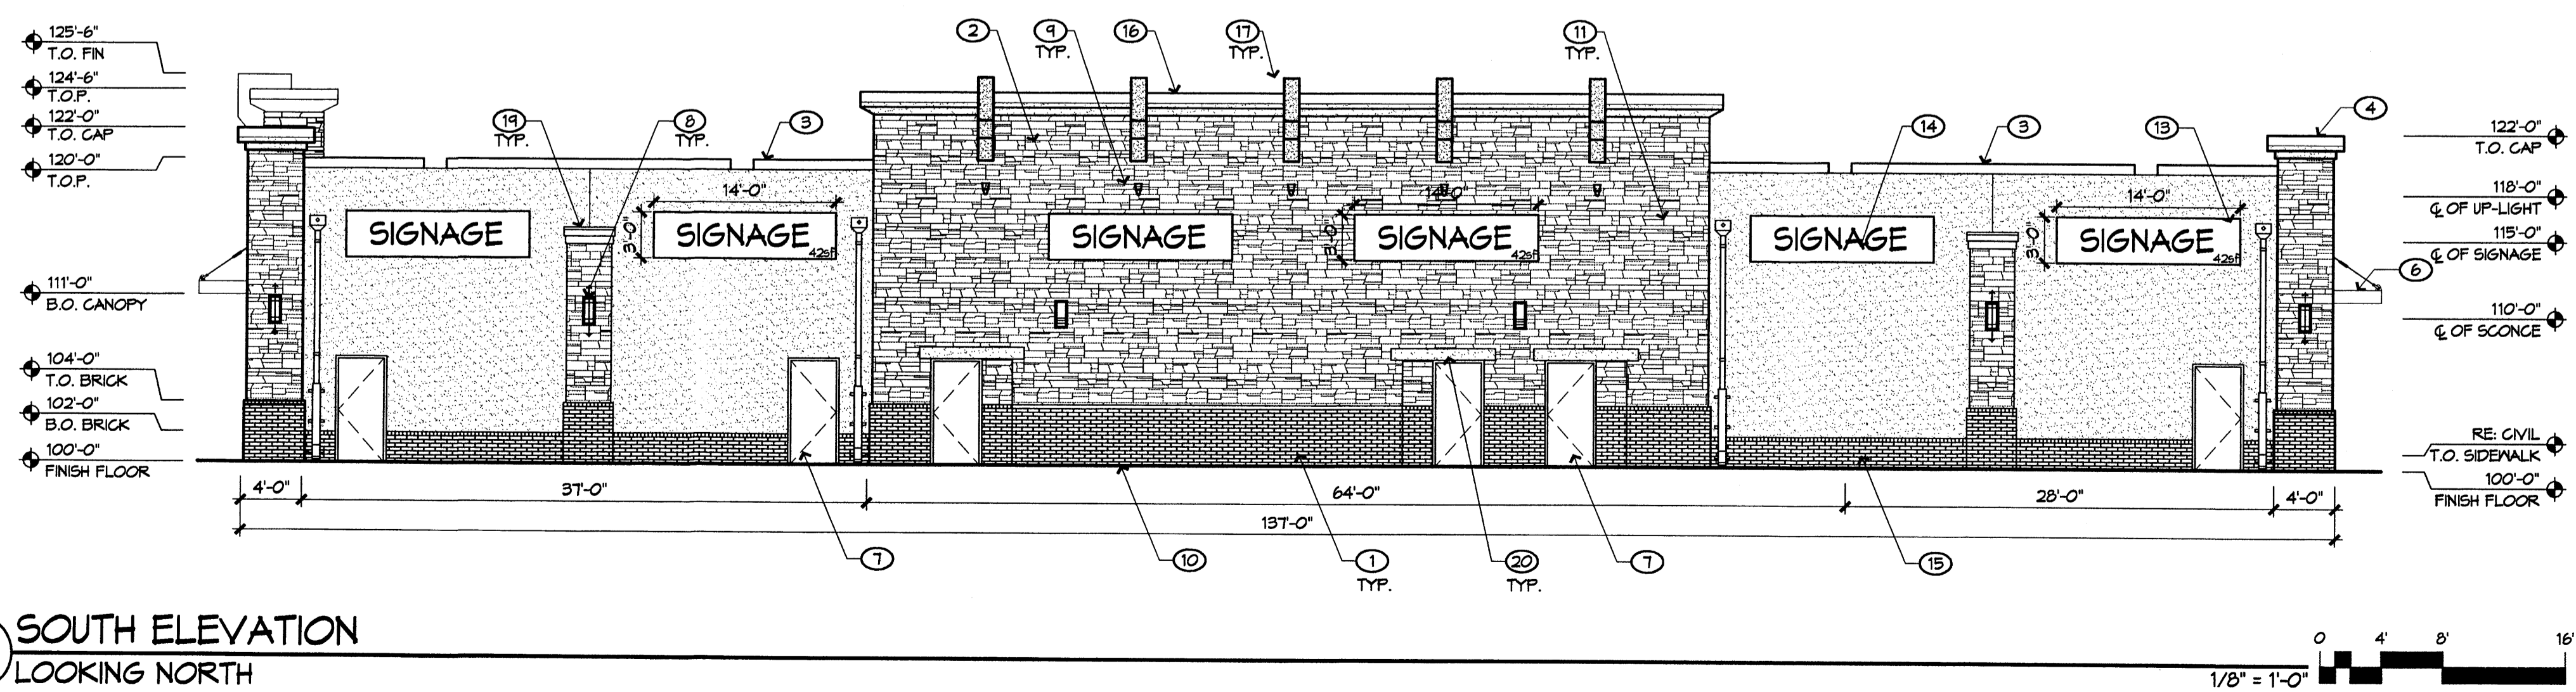 125'-6"
T.O. FIN
124'-6"
T.O.P.
122'-0"
T.O. CAP
120'-0"
T.O.P.
111'-0"
B.O. CANOPY
104'-0"
T.O. BRICK
102'-0"
B.O. BRICK
100'-0"
FINISH FLOOR
2
9
TYP.
16
17
TYP.
11
TYP.
19
TYP.
8
TYP.
3
14
3
13
4
6
14'-0"
3'-0"
14'-0"
3'-0"
14'-0"
3'-0"
SIGNAGE
SIGNAGE
42SF
SIGNAGE
SIGNAGE
42SF
SIGNAGE
SIGNAGE
42SF
122'-0"
T.O. CAP
118'-0"
℄ OF UP-LIGHT
115'-0"
℄ OF SIGNAGE
110'-0"
℄ OF SCONCE
RE: CIVIL
T.O. SIDEWALK
100'-0"
FINISH FLOOR
4'-0" 37'-0" 64'-0" 28'-0" 4'-0"
137'-0"
7
10
1
TYP.
20
TYP.
7
15
SOUTH ELEVATION
LOOKING NORTH
0 4' 8' 16'
1/8" = 1'-0"